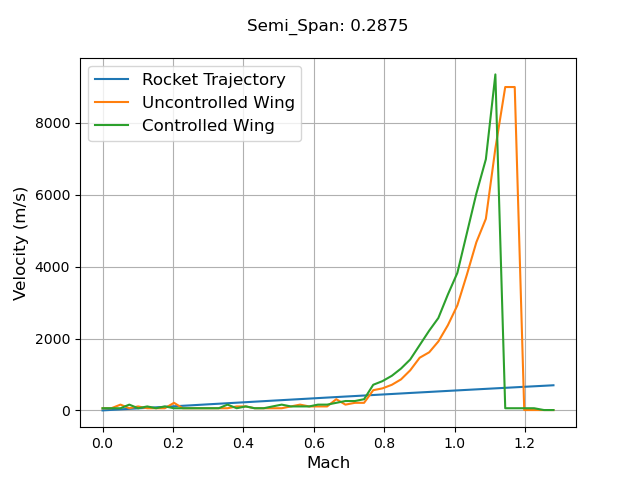 Semi_Span: 0.2875
Rocket Trajectory
Uncontrolled Wing
Controlled Wing
Velocity (m/s)
8000
6000
4000
2000
0
0.0 0.2 0.4 0.6 0.8 1.0 1.2
Mach